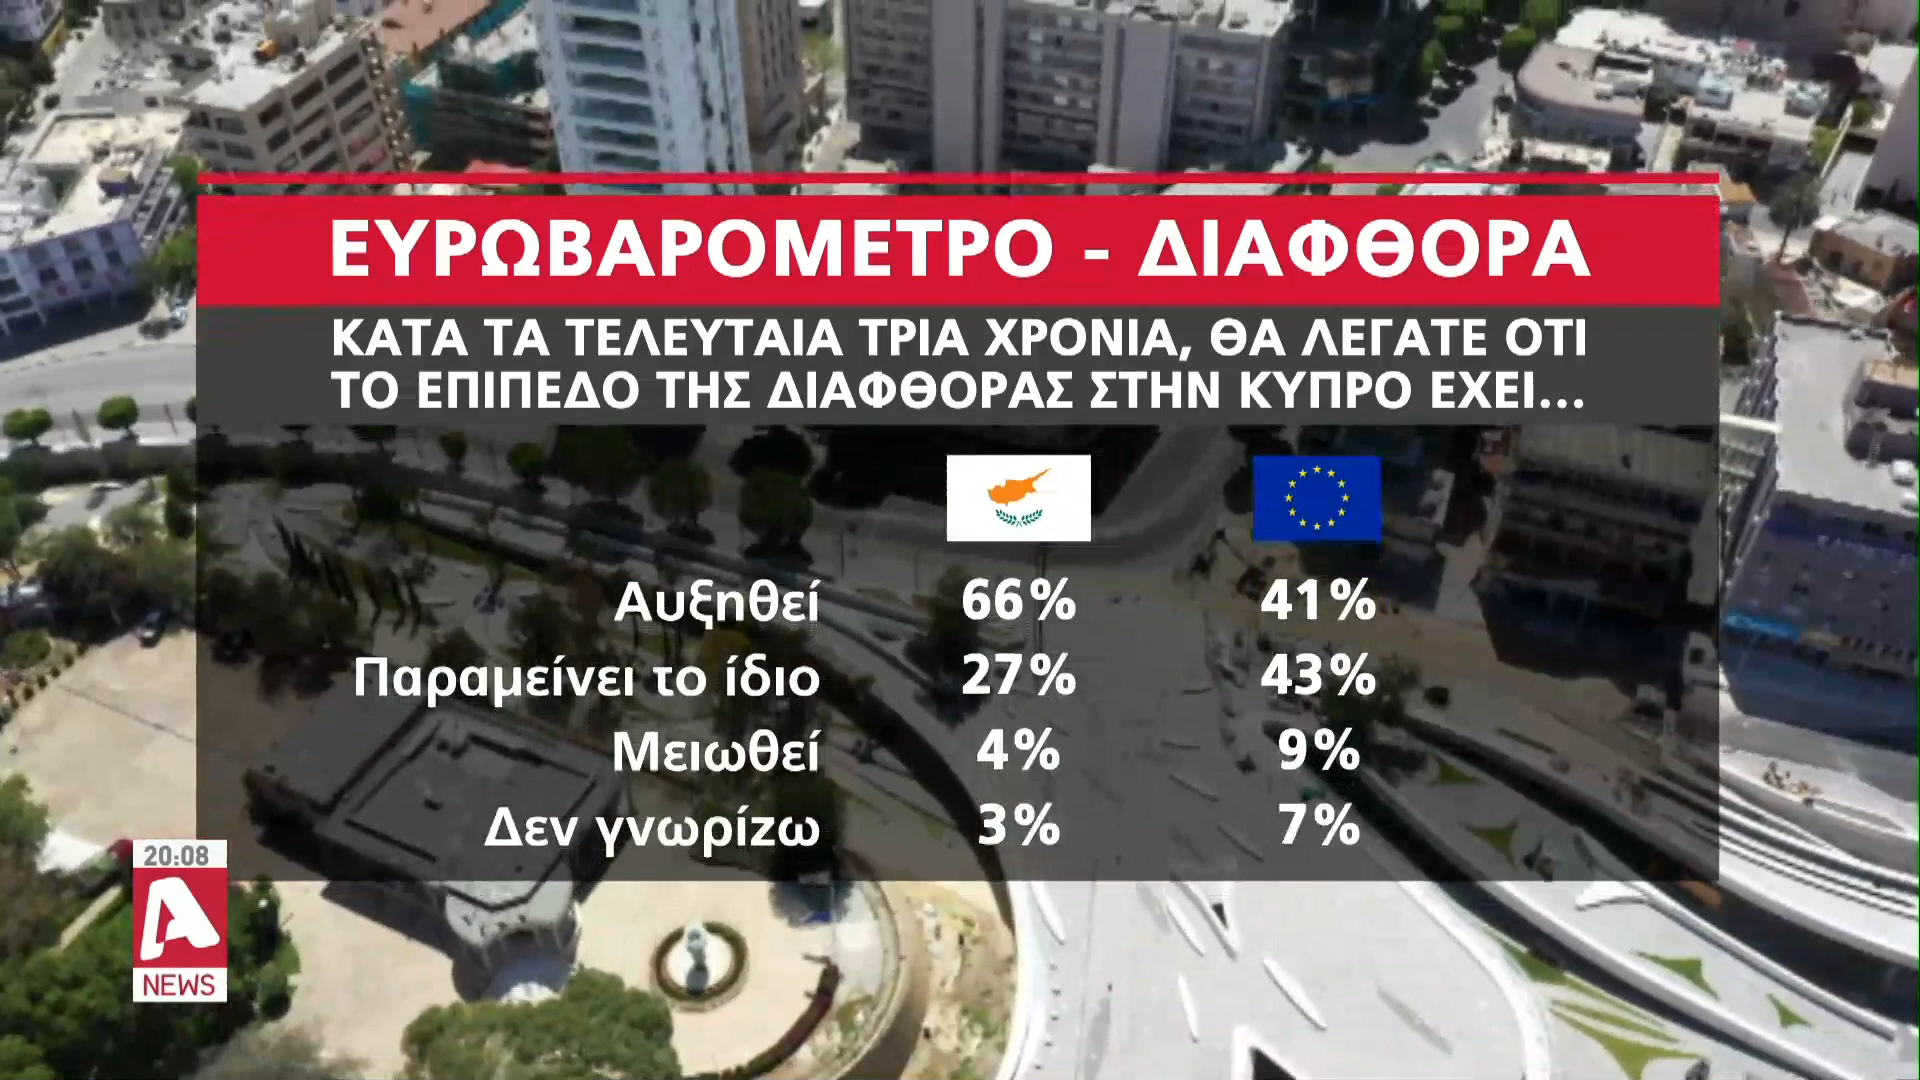 ΕΥΡΩΒΑΡΟΜΕΤΡΟ - ΔΙΑΦΘΟΡΑ
ΚΑΤΑ ΤΑ ΤΕΛΕΥΤΑΙΑ ΤΡΙΑ ΧΡΟΝΙΑ, ΘΑ ΛΕΓΑΤΕ ΟΤΙ
ΤΟ ΕΠΙΠΕΔΟ ΤΗΣ ΔΙΑΦΘΟΡΑΣ ΣΤΗΝ ΚΥΠΡΟ ΕΧΕΙ...
Αυξηθεί 66% 41%
Παραμείνει το ίδιο 27% 43%
Μειωθεί 4% 9%
Δεν γνωρίζω 3% 7%
20:08
A
NEWS